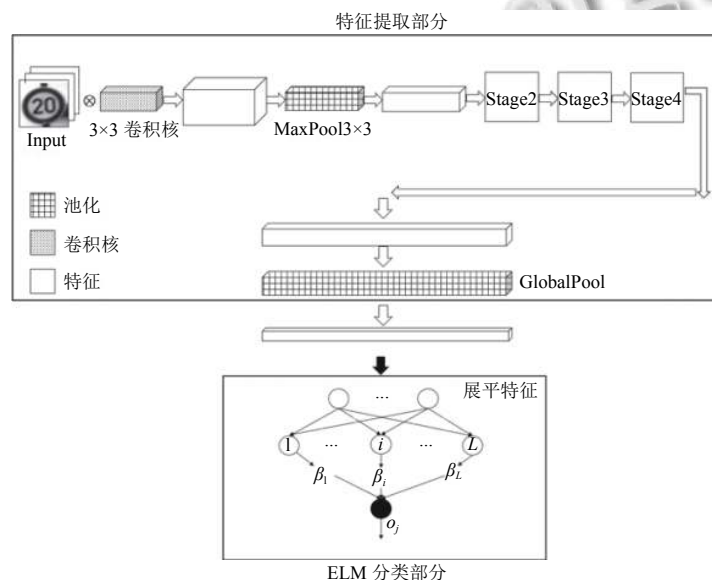 特征提取部分
20
Input
3×3 卷积核
MaxPool3×3
Stage2
Stage3
Stage4
池化
卷积核
特征
GlobalPool
展平特征
...
1 ... i ... L
β1 βi βL
oj
ELM 分类部分